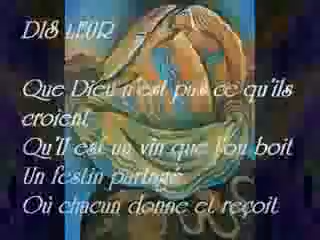 DIS LEUR
Que Dieu n'est pas ce qu'ils
croient
Qu'Il est un vin que l'on boit
Un festin partagé
Où chacun donne et reçoit